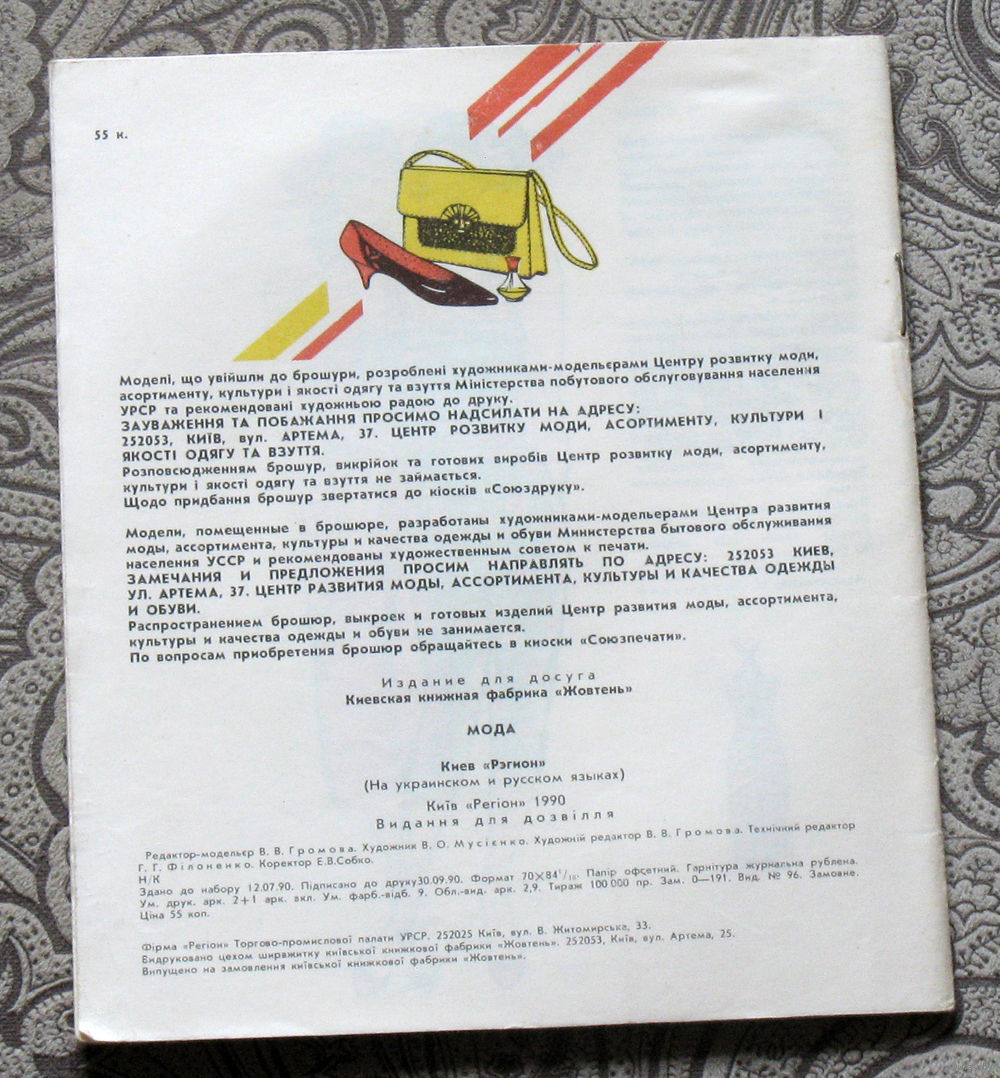 55 к.
Моделі, що увійшли до брошури, розроблені художниками-модельєрами Центру розвитку моди,
асортименту, культури і якості одягу та взуття Міністерства побутового обслуговування населення
УРСР та рекомендовані художньою радою до друку.
ЗАУВАЖЕННЯ ТА ПОБАЖАННЯ ПРОСИМО НАДСИЛАТИ НА АДРЕСУ:
252053, КИЇВ, вул. АРТЕМА, 37. ЦЕНТР РОЗВИТКУ МОДИ, АСОРТИМЕНТУ, КУЛЬТУРИ І
ЯКОСТІ ОДЯГУ ТА ВЗУТТЯ.
Розповсюдженням брошур, викрійок та готових виробів Центр розвитку моди, асортименту,
культури і якості одягу та взуття не займається.
Щодо придбання брошур звертатися до кіосків «Союздруку».
Модели, помещенные в брошюре, разработаны художниками-модельерами Центра развития
моды, ассортимента, культуры и качества одежды и обуви Министерства бытового обслуживания
населения УССР и рекомендованы художественным советом к печати.
ЗАМЕЧАНИЯ И ПРЕДЛОЖЕНИЯ ПРОСИМ НАПРАВЛЯТЬ ПО АДРЕСУ: 252053 КИЕВ,
УЛ. АРТЕМА, 37. ЦЕНТР РАЗВИТИЯ МОДЫ, АССОРТИМЕНТА, КУЛЬТУРЫ И КАЧЕСТВА ОДЕЖДЫ
И ОБУВИ.
Распространением брошюр, выкроек и готовых изделий Центр развития моды, ассортимента,
культуры и качества одежды и обуви не занимается.
По вопросам приобретения брошюр обращайтесь в киоски «Союзпечати».
Издание для досуга
Киевская книжная фабрика «Жовтень»
МОДА
Киев «Рэгион»
(На украинском и русском языках)
Київ «Регіон» 1990
Видання для дозвілля
Редактор-модельєр В. В. Громова. Художник В. О. Мусієнко. Художній редактор В. В. Громова. Технічний редактор
Г. Г. Філоненко. Коректор Е.В.Собко.
Н/К
Здано до набору 12.07.90. Підписано до друку30.09.90. Формат 70×84¹/₁₆. Папір офсетний. Гарнітура журнальна рублена.
Ум. друк. арк. 2+1 арк. вкл. Ум. фарб.-відб. 9. Обл.-вид. арк. 2,9. Тираж 100 000 пр. Зам. 0—191. Вид. № 96. Замовне.
Ціна 55 коп.
Фірма «Регіон» Торгово-промислової палати УРСР. 252025 Київ, вул. В. Житомирська, 33.
Видруковано цехом ширвжитку київської книжкової фабрики «Жовтень». 252053, Київ, вул. Артема, 25.
Випущено на замовлення київської книжкової фабрики «Жовтень».